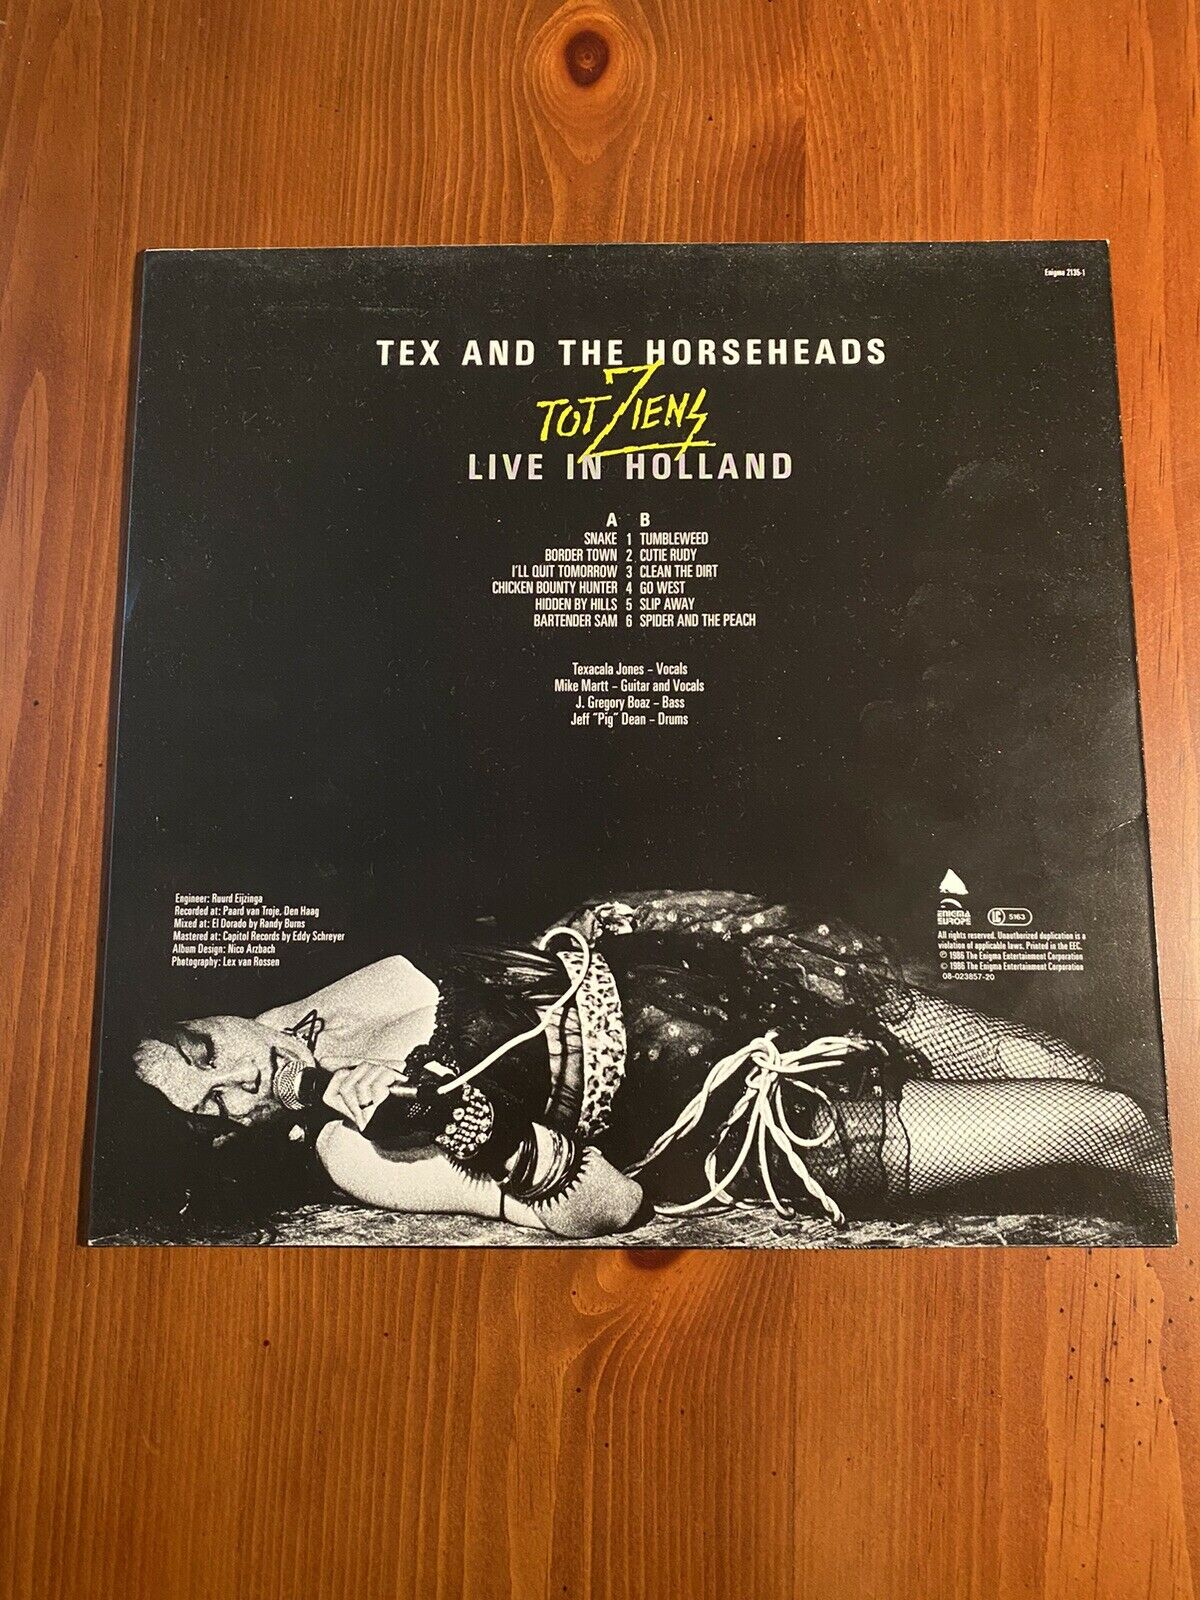 Enigma 2136-1
TEX AND THE HORSEHEADS
TOT ZIENS
LIVE IN HOLLAND
A B
SNAKE 1 TUMBLEWEED
BORDER TOWN 2 CUTIE RUDY
I'LL QUIT TOMORROW 3 CLEAN THE DIRT
CHICKEN BOUNTY HUNTER 4 GO WEST
HIDDEN BY HILLS 5 SLIP AWAY
BARTENDER SAM 6 SPIDER AND THE PEACH
Texacala Jones – Vocals
Mike Martt – Guitar and Vocals
J. Gregory Boaz – Bass
Jeff "Pig" Dean – Drums
Engineer: Ruurd Eijzinga
Recorded at: Paard van Troje, Den Haag
Mixed at: El Dorado by Randy Burns
Mastered at: Capitol Records by Eddy Schreyer
Album Design: Nico Arzbach
Photography: Lex van Rossen
ENIGMA
EUROPE
LC 5163
All rights reserved. Unauthorized duplication is a
violation of applicable laws. Printed in the EEC.
℗ 1986 The Enigma Entertainment Corporation
© 1986 The Enigma Entertainment Corporation
08-023857-20